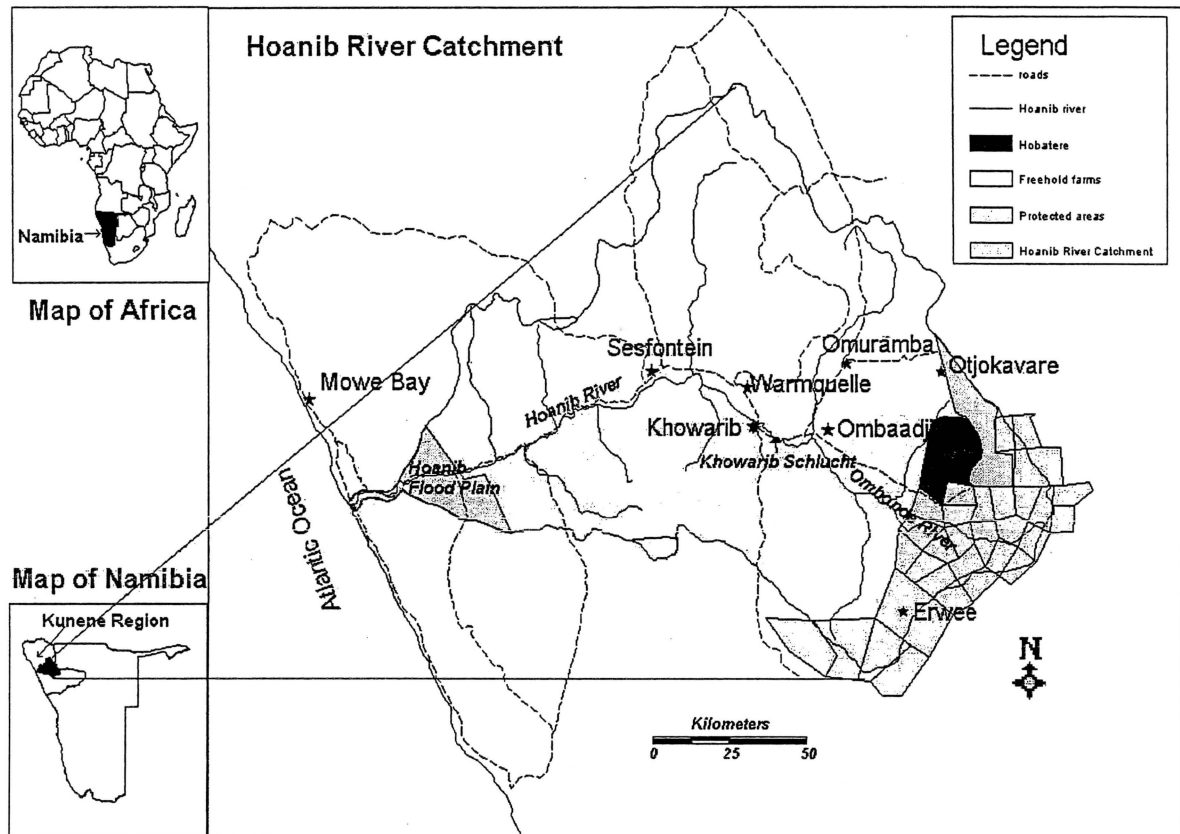 Hoanib River Catchment
Legend
roads
Hoanib river
Hobatere
Freehold farms
Protected areas
Hoanib River Catchment
Namibia
Map of Africa
Mowe Bay
Sesfontein
Omuramba
Otjokavare
Warmquelle
Hoanib River
Khowarib
Ombaadji
Khowarib Schlucht
Hoanib
Flood Plain
Ombonde River
Atlantic Ocean
Erwee
Map of Namibia
Kunene Region
N
Kilometers
0 25 50